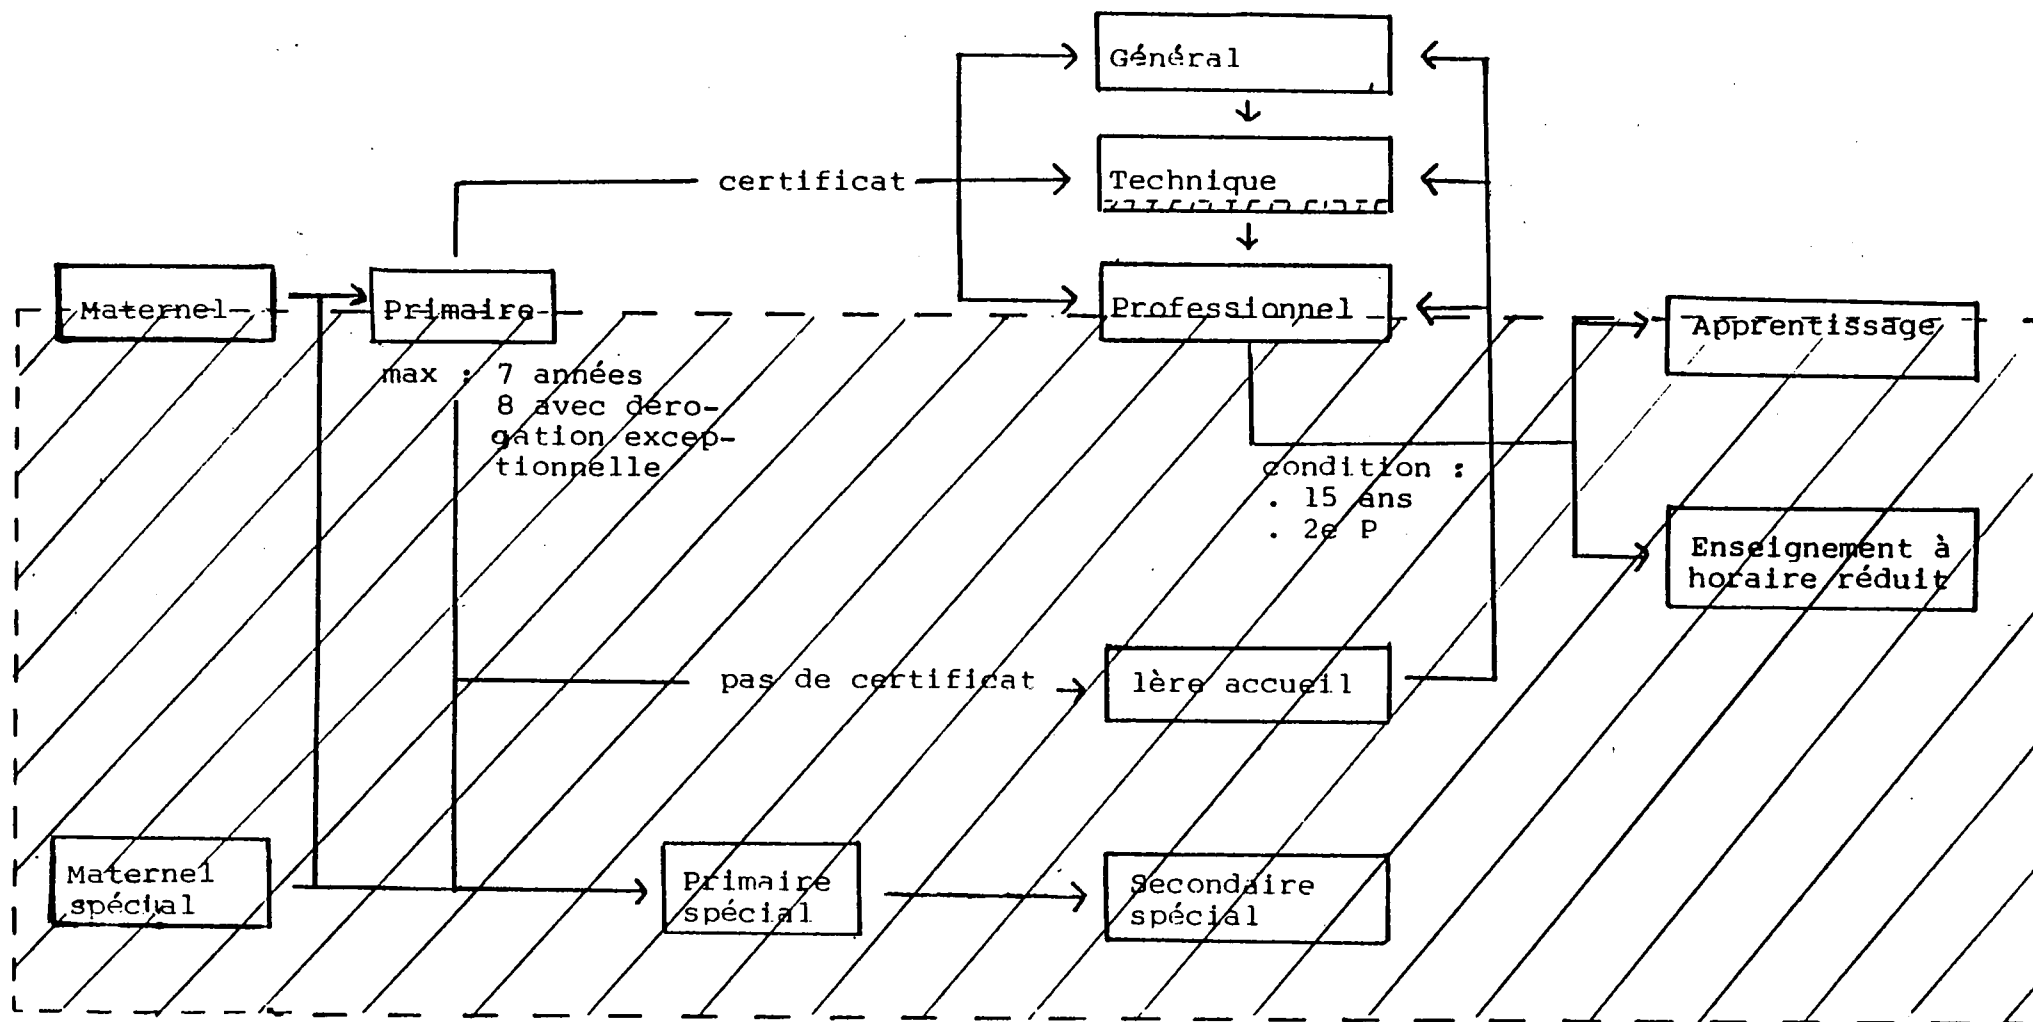 Général
certificat
Technique
Maternel
Primaire
Professionnel
Apprentissage
max : 7 années
8 avec déro-
gation excep-
tionnelle
condition :
. 15 ans
. 2e P
Enseignement à
horaire réduit
pas de certificat
1ère accueil
Maternel
spécial
Primaire
spécial
Secondaire
spécial